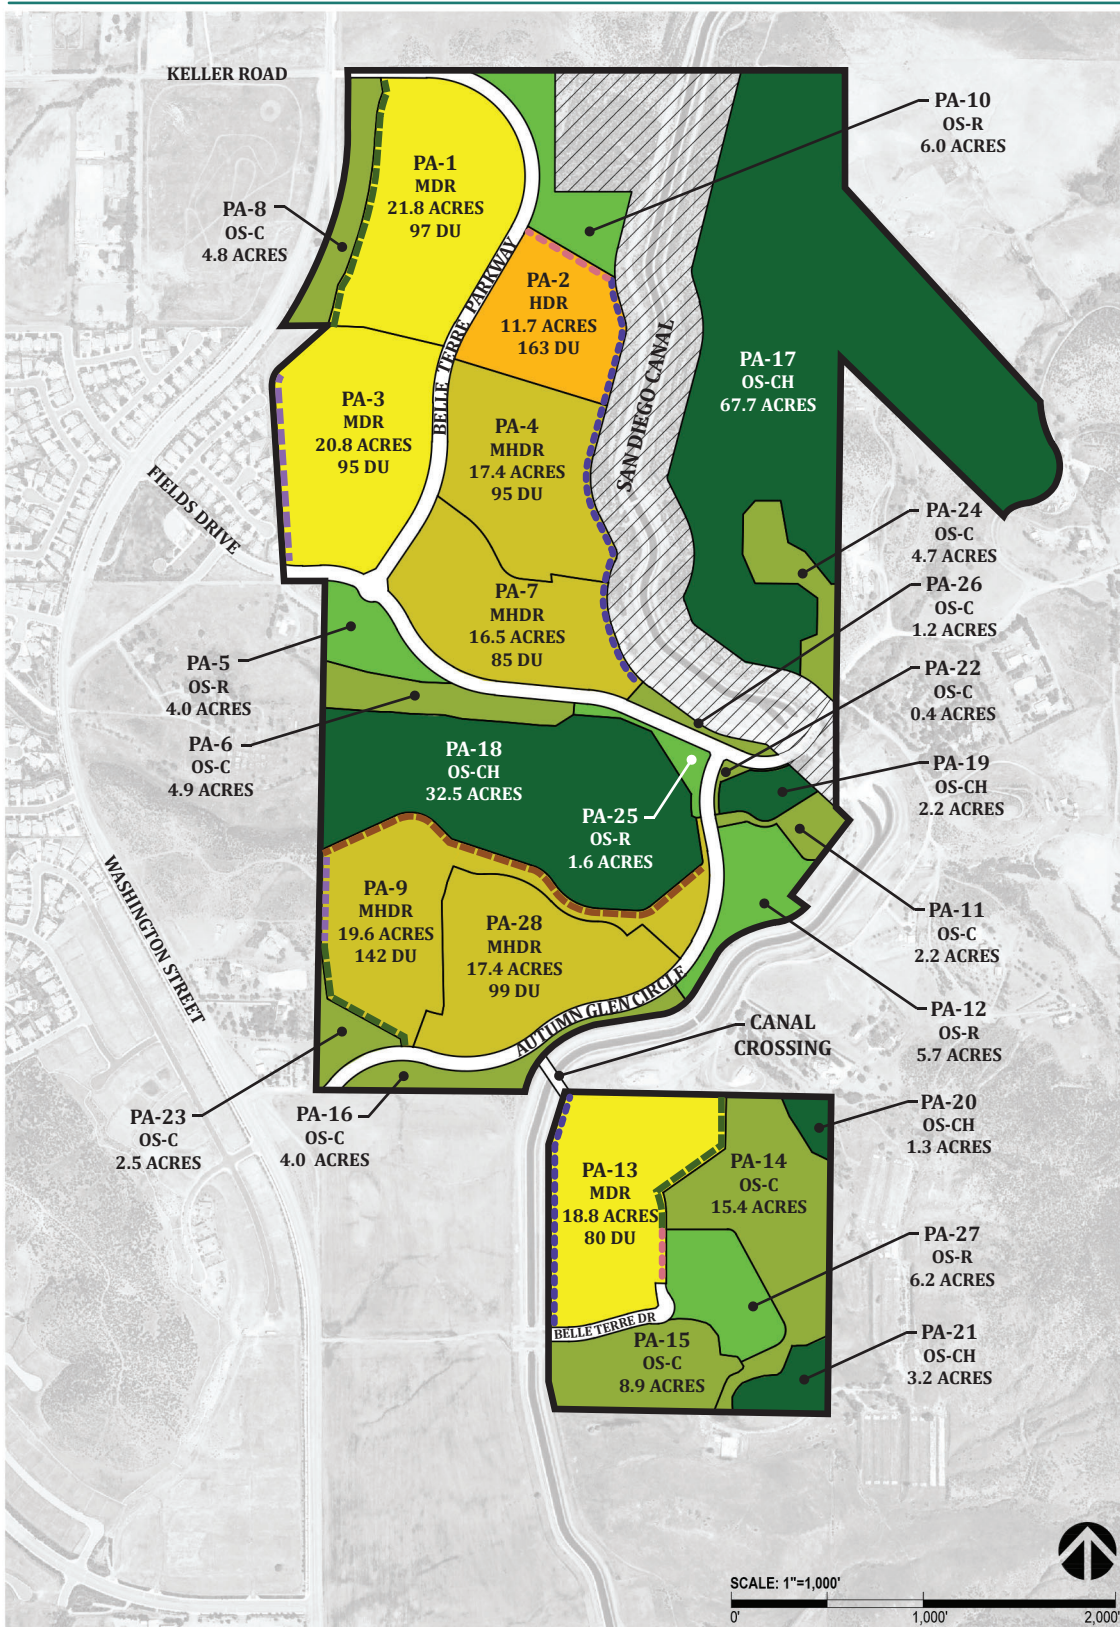 KELLER ROAD
PA-10
OS-R
6.0 ACRES
PA-1
MDR
21.8 ACRES
97 DU
PA-8
OS-C
4.8 ACRES
BELLE TERRE PARKWAY
PA-2
HDR
11.7 ACRES
163 DU
SAN DIEGO CANAL
PA-17
OS-CH
67.7 ACRES
PA-3
MDR
20.8 ACRES
95 DU
PA-4
MHDR
17.4 ACRES
95 DU
FIELDS DRIVE
PA-24
OS-C
4.7 ACRES
PA-26
OS-C
1.2 ACRES
PA-7
MHDR
16.5 ACRES
85 DU
PA-5
OS-R
4.0 ACRES
PA-22
OS-C
0.4 ACRES
PA-6
OS-C
4.9 ACRES
PA-18
OS-CH
32.5 ACRES
PA-19
OS-CH
2.2 ACRES
PA-25
OS-R
1.6 ACRES
WASHINGTON STREET
PA-9
MHDR
19.6 ACRES
142 DU
PA-28
MHDR
17.4 ACRES
99 DU
PA-11
OS-C
2.2 ACRES
AUTUMN GLEN CIRCLE
PA-12
OS-R
5.7 ACRES
CANAL
CROSSING
PA-23
OS-C
2.5 ACRES
PA-16
OS-C
4.0 ACRES
PA-20
OS-CH
1.3 ACRES
PA-13
MDR
18.8 ACRES
80 DU
PA-14
OS-C
15.4 ACRES
PA-27
OS-R
6.2 ACRES
BELLE TERRE DR
PA-15
OS-C
8.9 ACRES
PA-21
OS-CH
3.2 ACRES
SCALE: 1"=1,000'
0'
1,000'
2,000'